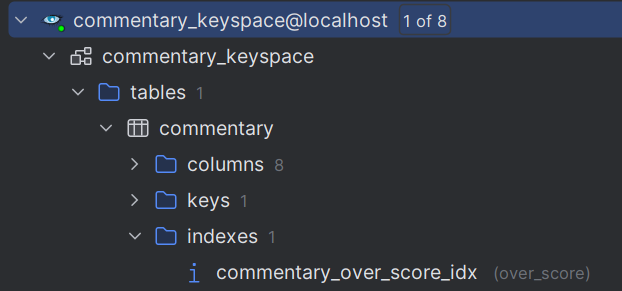 commentary_keyspace@localhost 1 of 8
commentary_keyspace
tables 1
commentary
columns 8
keys 1
indexes 1
i commentary_over_score_idx (over_score)